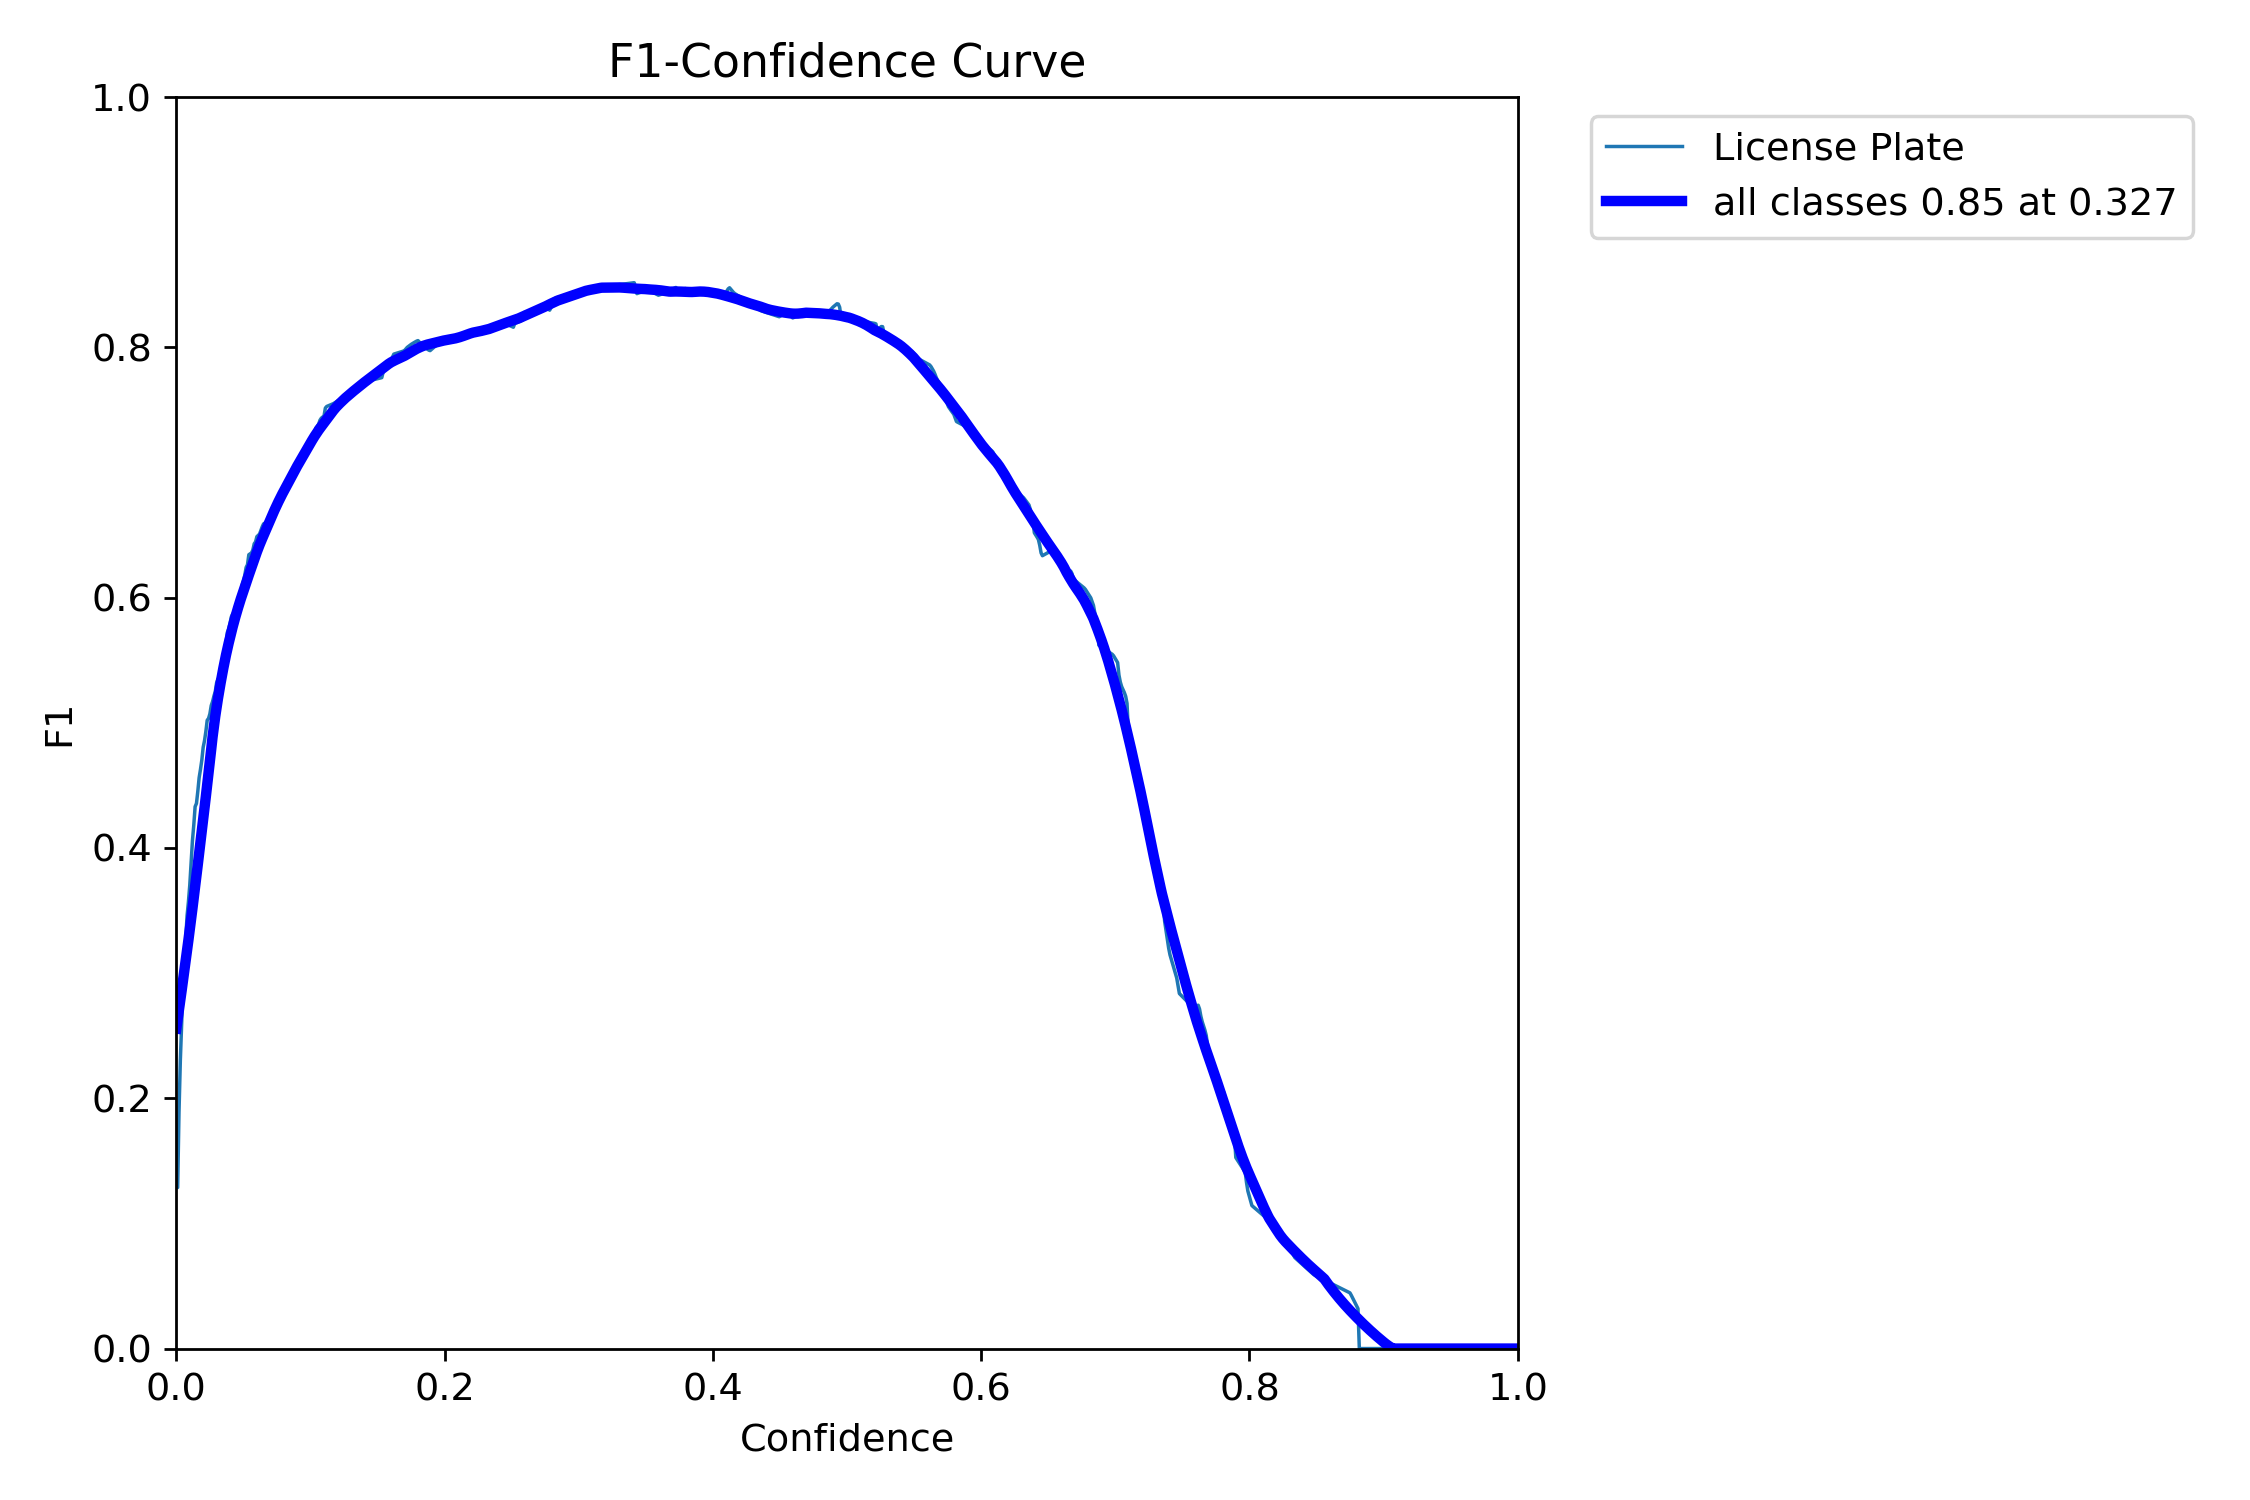 F1-Confidence Curve
1.0
0.8
0.6
0.4
0.2
0.0
F1
0.0 0.2 0.4 0.6 0.8 1.0
Confidence
License Plate
all classes 0.85 at 0.327